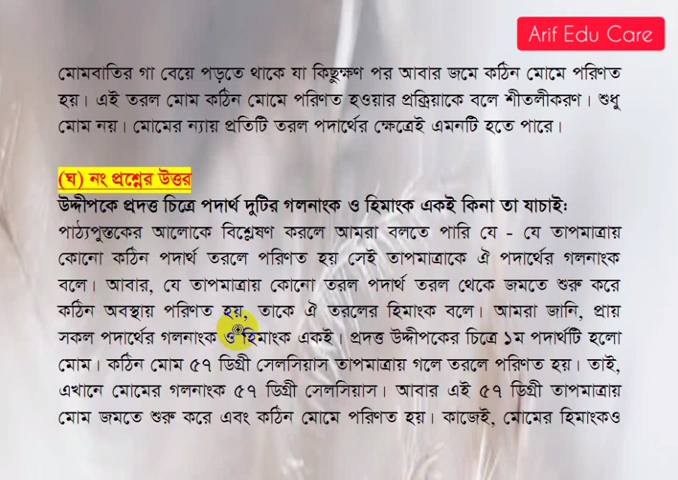 Arif Edu Care
মোমবাতির গা বেয়ে পড়তে থাকে যা কিছুক্ষণ পর আবার জমে কঠিন মোমে পরিণত
হয়। এই তরল মোম কঠিন মোমে পরিণত হওয়ার প্রক্রিয়াকে বলে শীতলীকরণ। শুধু
মোম নয়। মোমের ন্যায় প্রতিটি তরল পদার্থের ক্ষেত্রেই এমনটি হতে পারে।
(ঘ) নং প্রশ্নের উত্তর
উদ্দীপকে প্রদত্ত চিত্রে পদার্থ দুটির গলনাংক ও হিমাংক একই কিনা তা যাচাই:
পাঠ্যপুস্তকের আলোকে বিশ্লেষণ করলে আমরা বলতে পারি যে - যে তাপমাত্রায়
কোনো কঠিন পদার্থ তরলে পরিণত হয় সেই তাপমাত্রাকে ঐ পদার্থের গলনাংক
বলে। আবার, যে তাপমাত্রায় কোনো তরল পদার্থ তরল থেকে জমতে শুরু করে
কঠিন অবস্থায় পরিণত হয়, তাকে ঐ তরলের হিমাংক বলে। আমরা জানি, প্রায়
সকল পদার্থের গলনাংক ও হিমাংক একই। প্রদত্ত উদ্দীপকের চিত্রে ১ম পদার্থটি হলো
মোম। কঠিন মোম ৫৭ ডিগ্রী সেলসিয়াস তাপমাত্রায় গলে তরলে পরিণত হয়। তাই,
এখানে মোমের গলনাংক ৫৭ ডিগ্রী সেলসিয়াস। আবার এই ৫৭ ডিগ্রী তাপমাত্রায়
মোম জমতে শুরু করে এবং কঠিন মোমে পরিণত হয়। কাজেই, মোমের হিমাংকও